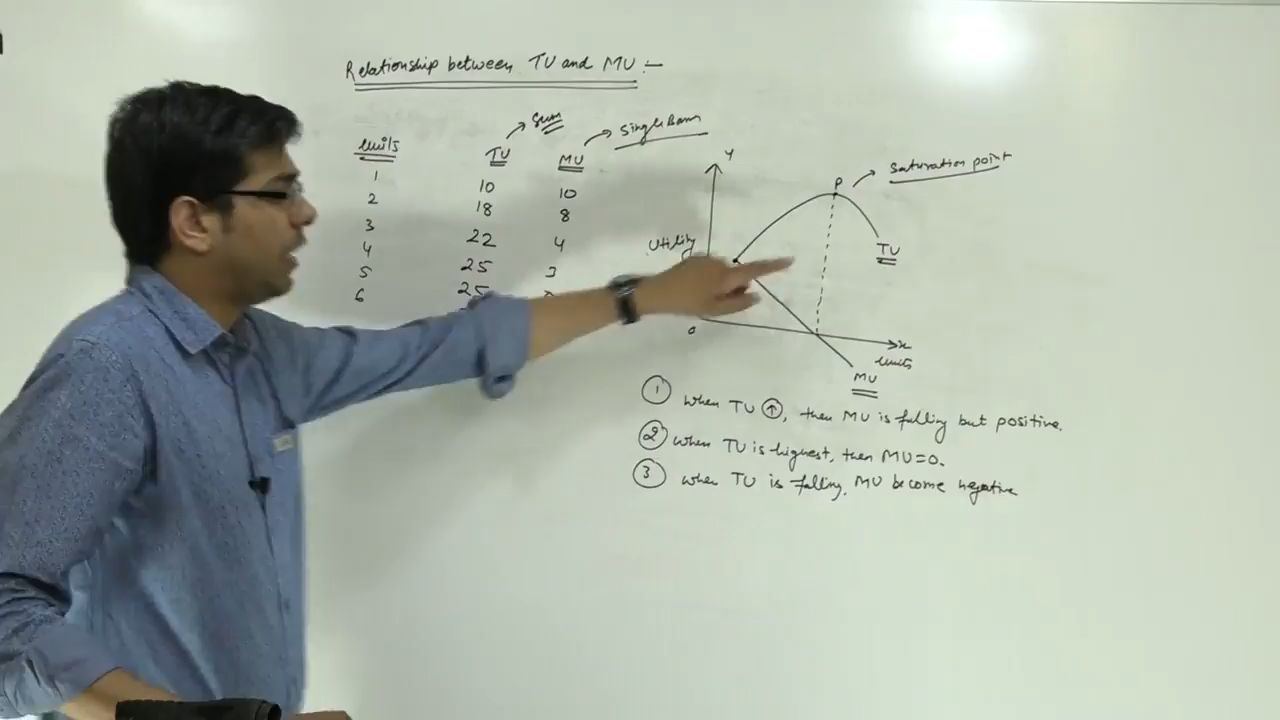 Relationship between TU and MU :-
Sum
Single
units TU MU
1 10 10
2 18 8
3 22 4
4 25 3
5 25
6
Y
P
Saturation point
Utility
TU
0
x
units
MU
1 when TU ↑, then MU is falling but positive.
2 when TU is highest, then MU=0.
3 when TU is falling, MU become negative